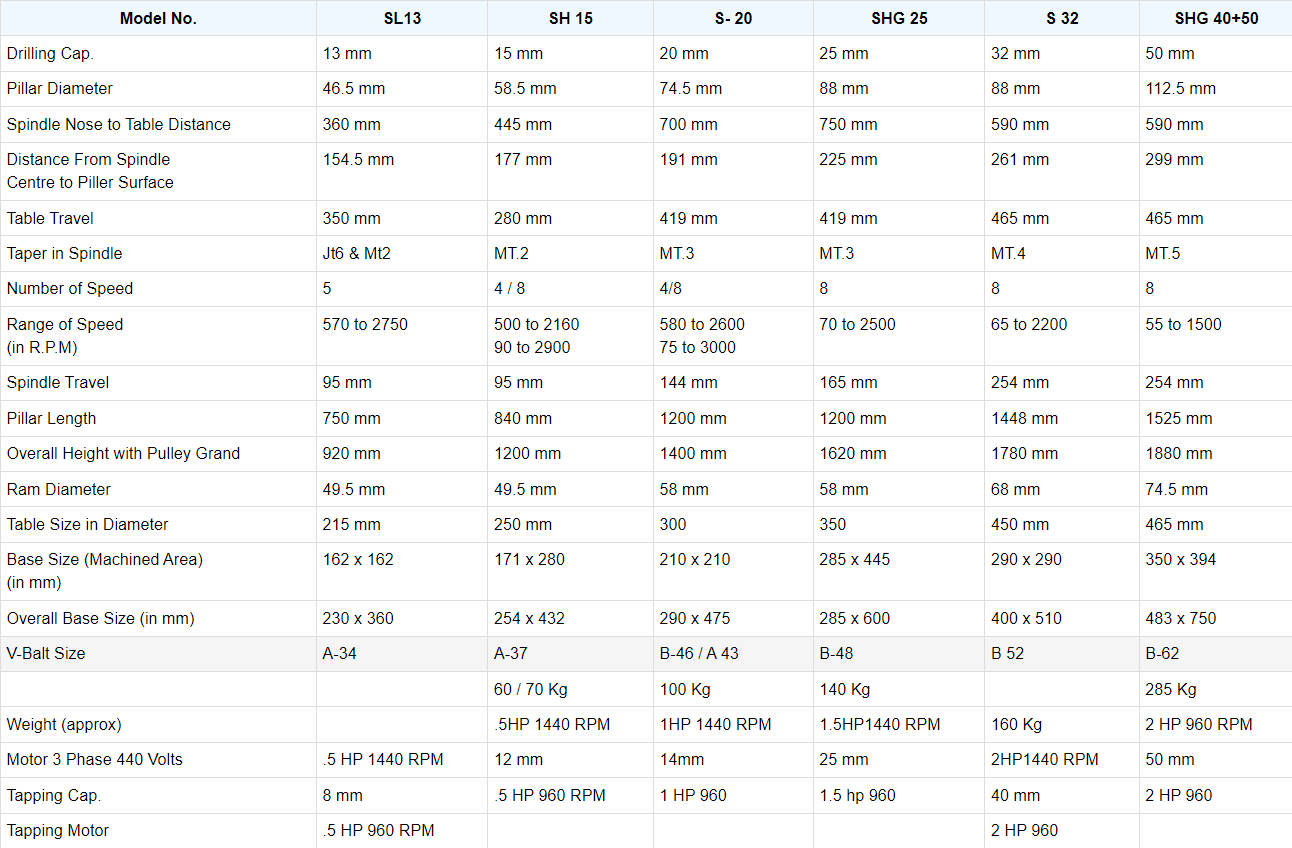 Model No. SL13 SH 15 S- 20 SHG 25 S 32 SHG 40+50
Drilling Cap. 13 mm 15 mm 20 mm 25 mm 32 mm 50 mm
Pillar Diameter 46.5 mm 58.5 mm 74.5 mm 88 mm 88 mm 112.5 mm
Spindle Nose to Table Distance 360 mm 445 mm 700 mm 750 mm 590 mm 590 mm
Distance From Spindle 154.5 mm 177 mm 191 mm 225 mm 261 mm 299 mm
Centre to Piller Surface
Table Travel 350 mm 280 mm 419 mm 419 mm 465 mm 465 mm
Taper in Spindle Jt6 & Mt2 MT.2 MT.3 MT.3 MT.4 MT.5
Number of Speed 5 4 / 8 4/8 8 8 8
Range of Speed 570 to 2750 500 to 2160 580 to 2600 70 to 2500 65 to 2200 55 to 1500
(in R.P.M) 90 to 2900 75 to 3000
Spindle Travel 95 mm 95 mm 144 mm 165 mm 254 mm 254 mm
Pillar Length 750 mm 840 mm 1200 mm 1200 mm 1448 mm 1525 mm
Overall Height with Pulley Grand 920 mm 1200 mm 1400 mm 1620 mm 1780 mm 1880 mm
Ram Diameter 49.5 mm 49.5 mm 58 mm 58 mm 68 mm 74.5 mm
Table Size in Diameter 215 mm 250 mm 300 350 450 mm 465 mm
Base Size (Machined Area) 162 x 162 171 x 280 210 x 210 285 x 445 290 x 290 350 x 394
(in mm)
Overall Base Size (in mm) 230 x 360 254 x 432 290 x 475 285 x 600 400 x 510 483 x 750
V-Balt Size A-34 A-37 B-46 / A 43 B-48 B 52 B-62
60 / 70 Kg 100 Kg 140 Kg 285 Kg
Weight (approx) .5HP 1440 RPM 1HP 1440 RPM 1.5HP1440 RPM 160 Kg 2 HP 960 RPM
Motor 3 Phase 440 Volts .5 HP 1440 RPM 12 mm 14mm 25 mm 2HP1440 RPM 50 mm
Tapping Cap. 8 mm .5 HP 960 RPM 1 HP 960 1.5 hp 960 40 mm 2 HP 960
Tapping Motor .5 HP 960 RPM 2 HP 960